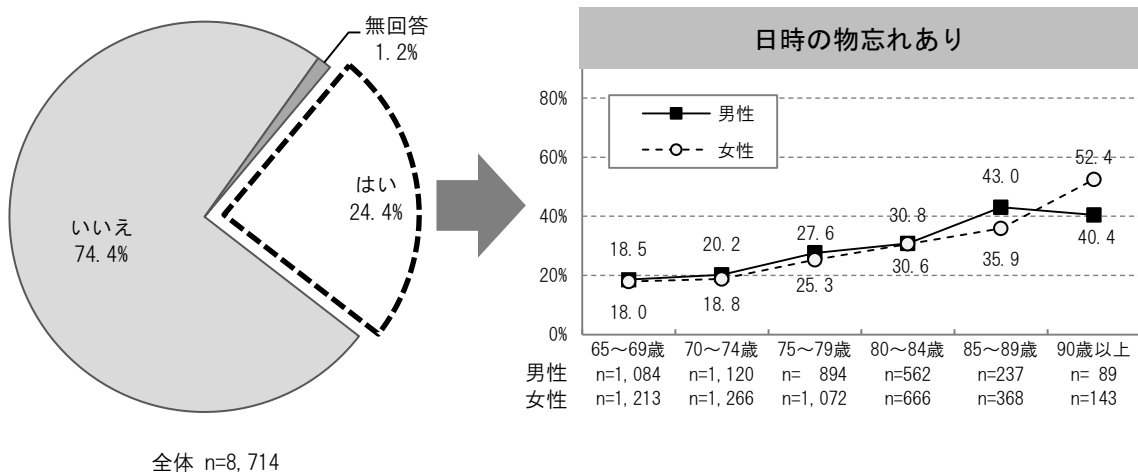 無回答
1.2%
はい
24.4%
いいえ
74.4%
全体 n=8,714
日時の物忘れあり
80%
60%
40%
20%
0%
男性
女性
18.5
20.2
27.6
30.8
43.0
40.4
18.0
18.8
25.3
30.6
35.9
52.4
65～69歳 70～74歳 75～79歳 80～84歳 85～89歳 90歳以上
男性 n=1,084 n=1,120 n= 894 n=562 n=237 n= 89
女性 n=1,213 n=1,266 n=1,072 n=666 n=368 n=143